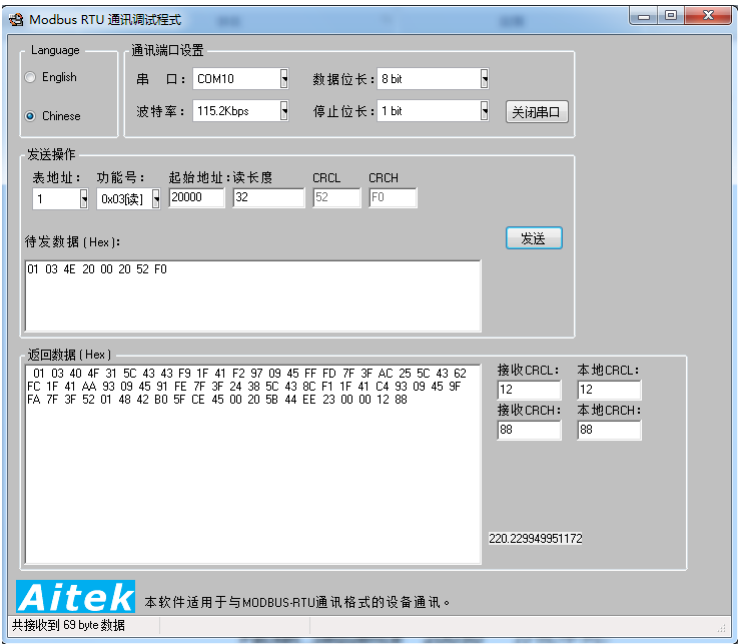 Modbus RTU 通讯调试程式
Language
English
Chinese
通讯端口设置
串 口: COM10 数据位长: 8 bit
波特率: 115.2Kbps 停止位长: 1 bit 关闭串口
发送操作
表地址: 功能号: 起始地址: 读长度 CRCL CRCH
1 0x03[读] 20000 32 52 F0
待发数据(Hex): 发送
01 03 4E 20 00 20 52 F0
返回数据(Hex)
01 03 40 4F 31 5C 43 43 F9 1F 41 F2 97 09 45 FF FD 7F 3F AC 25 5C 43 62
FC 1F 41 AA 93 09 45 91 FE 7F 3F 24 38 5C 43 8C F1 1F 41 C4 93 09 45 9F
FA 7F 3F 52 01 48 42 B0 5F CE 45 00 20 5B 44 EE 23 00 00 12 88
接收CRCL: 本地CRCL:
12 12
接收CRCH: 本地CRCH:
88 88
220.229949951172
Aitek 本软件适用于与MODBUS-RTU通讯格式的设备通讯。
共接收到 69 byte 数据